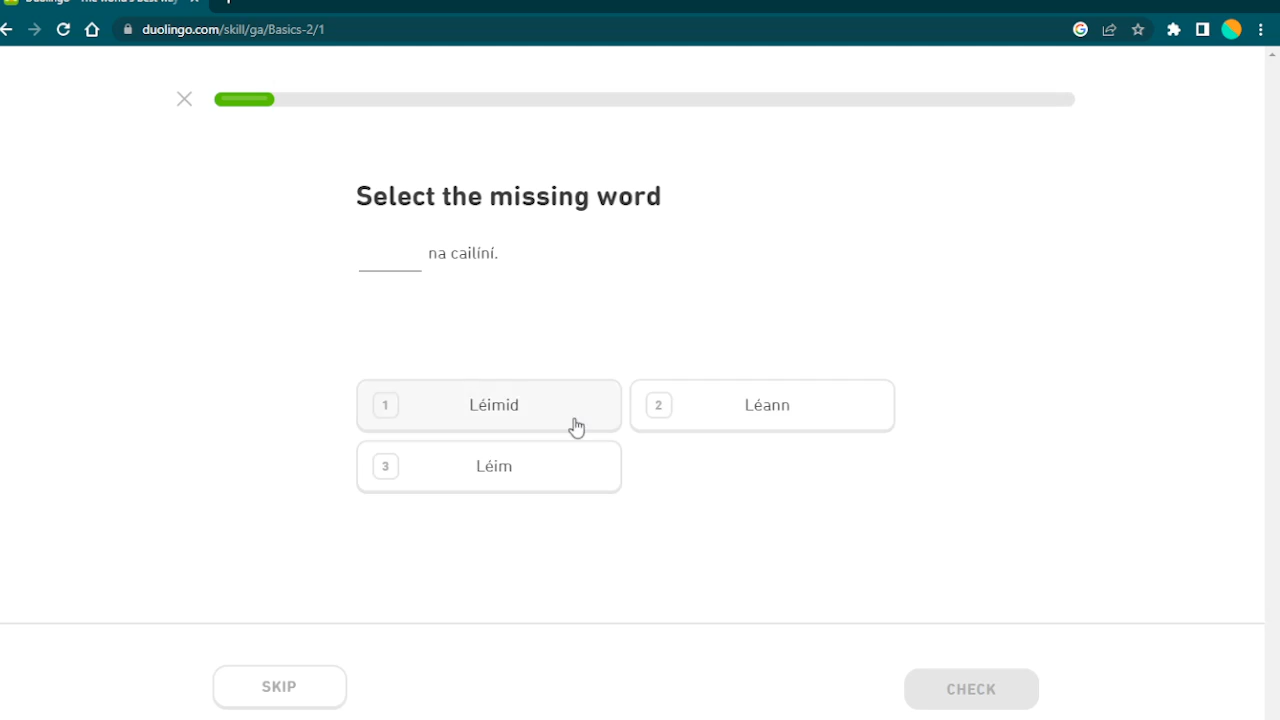 duolingo.com/skill/ga/Basics-2/1
Select the missing word
na cailíní.
1 Léimid
2 Léann
3 Léim
SKIP
CHECK